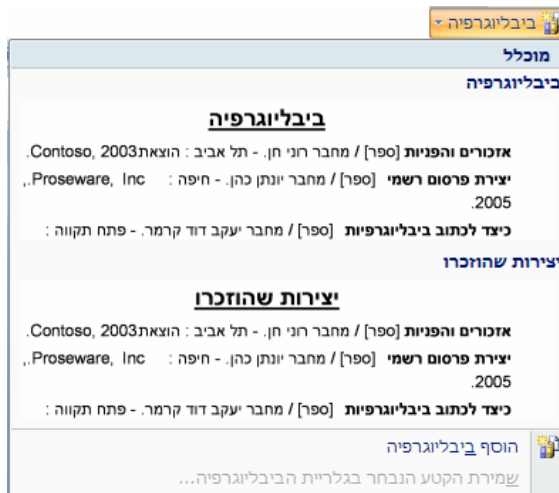 ביבליוגרפיה
מוכלל
ביבליוגרפיה
ביבליוגרפיה
אזכורים והפניות [ספר] / מחבר רוני חן. - תל אביב : הוצאת Contoso, 2003.
יצירת פרסום רשמי [ספר] / מחבר יונתן כהן. - חיפה : Proseware, Inc.,
2005.
כיצד לכתוב ביבליוגרפיות [ספר] / מחבר יעקב דוד קרמר. - פתח תקווה :
יצירות שהוזכרו
יצירות שהוזכרו
אזכורים והפניות [ספר] / מחבר רוני חן. - תל אביב : הוצאת Contoso, 2003.
יצירת פרסום רשמי [ספר] / מחבר יונתן כהן. - חיפה : Proseware, Inc.,
2005.
כיצד לכתוב ביבליוגרפיות [ספר] / מחבר יעקב דוד קרמר. - פתח תקווה :
הוסף ביבליוגרפיה
שמירת הקטע הנבחר בגלריית הביבליוגרפיה...